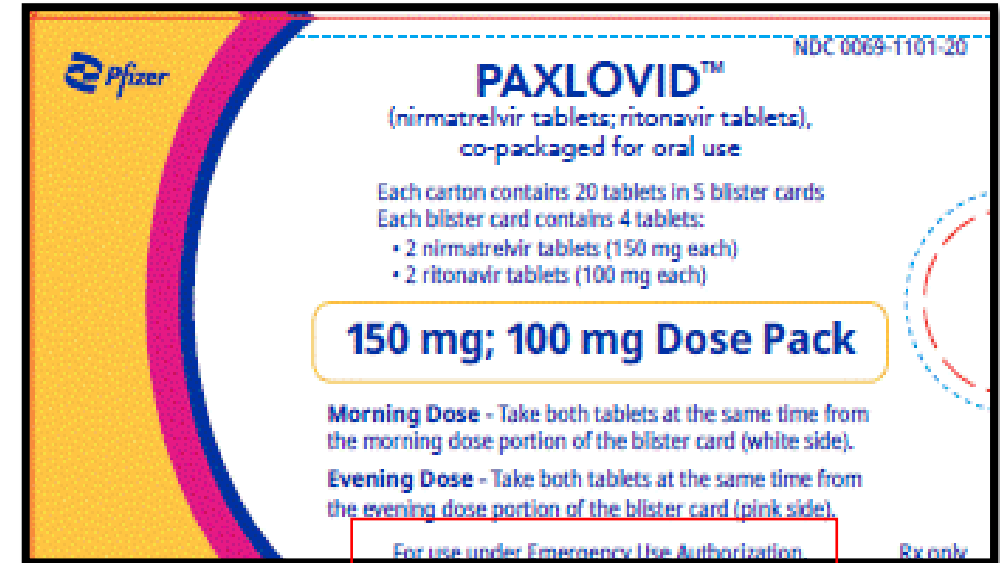 Pfizer
NDC 0069-1101-20
PAXLOVID™
(nirmatrelvir tablets; ritonavir tablets),
co-packaged for oral use
Each carton contains 20 tablets in 5 blister cards
Each blister card contains 4 tablets:
• 2 nirmatrelvir tablets (150 mg each)
• 2 ritonavir tablets (100 mg each)
150 mg; 100 mg Dose Pack
Morning Dose - Take both tablets at the same time from
the morning dose portion of the blister card (white side).
Evening Dose - Take both tablets at the same time from
the evening dose portion of the blister card (pink side).
For use under Emergency Use Authorization. Rx only